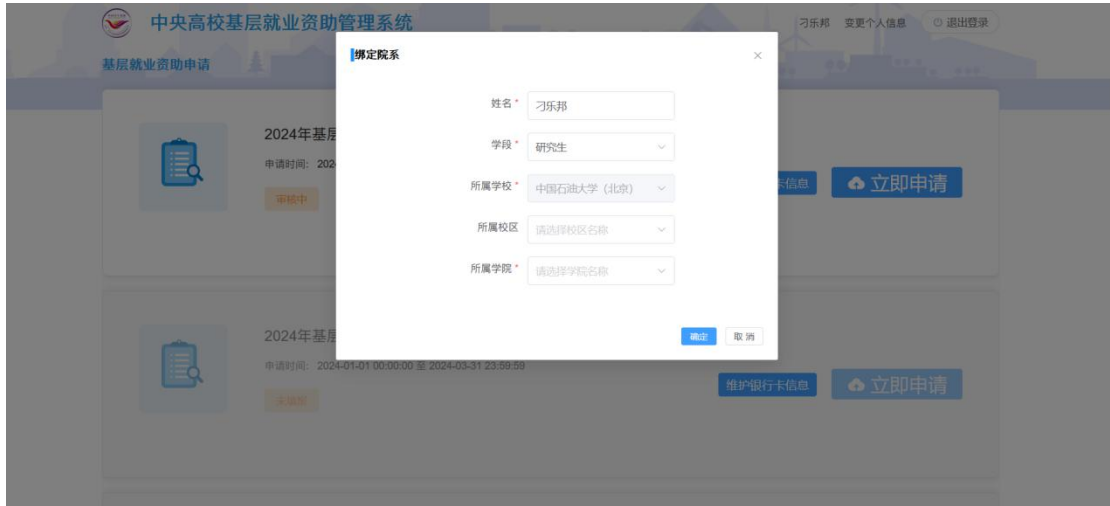 中央高校基层就业资助管理系统
刁乐邦 变更个人信息 退出登录
基层就业资助申请
绑定院系
姓名* 刁乐邦
学段* 研究生
所属学校* 中国石油大学（北京）
所属校区 请选择校区名称
所属学院* 请选择学院名称
确定 取消
2024年基层
申请时间: 202
审核中
卡信息 立即申请
2024年基层
申请时间: 2024-01-01 00:00:00 至 2024-03-31 23:59:59
维护银行卡信息 立即申请